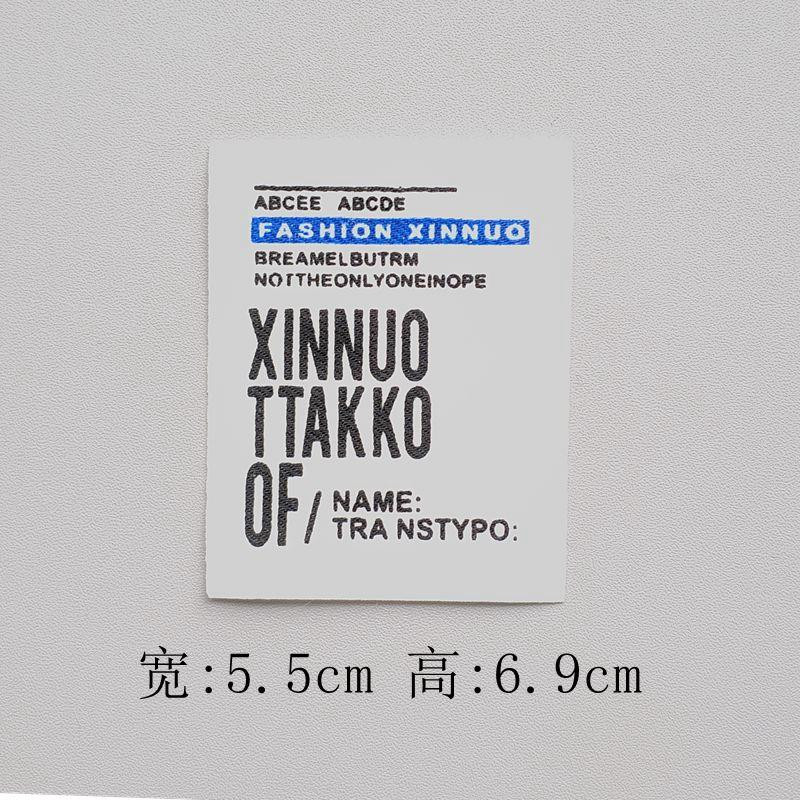 ABCEE ABCDE
FASHION XINNUO
BREAMELBUTRM
NOTTHEONLYONEINOPE
XINNUO
TTAKKO
OF/ NAME:
TRA NSTYPO:
宽:5.5cm 高:6.9cm